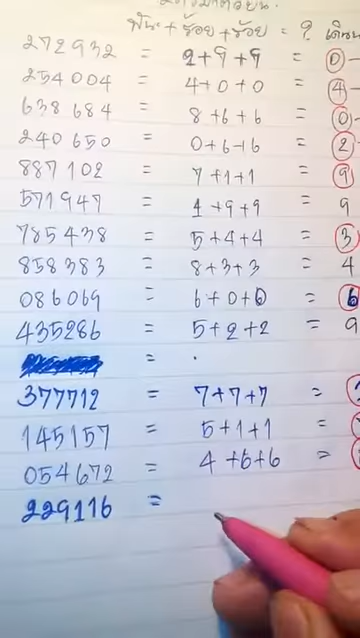 พัน + ร้อย + ร้อย = ?
272932 = 2+9+9 = 0
254004 = 4+0+0 = 4
638684 = 8+6+6 = 0
240650 = 0+6+6 = 2
887102 = 7+1+1 = 9
571947 = 1+9+9 9
785438 = 5+4+4 = 3
858383 = 8+3+3 = 4
086069 = 6+0+0 = 6
435286 = 5+2+2 = 9
= .
377712 = 7+7+7 =
145157 = 5+1+1 =
054672 = 4+6+6 =
229116 =